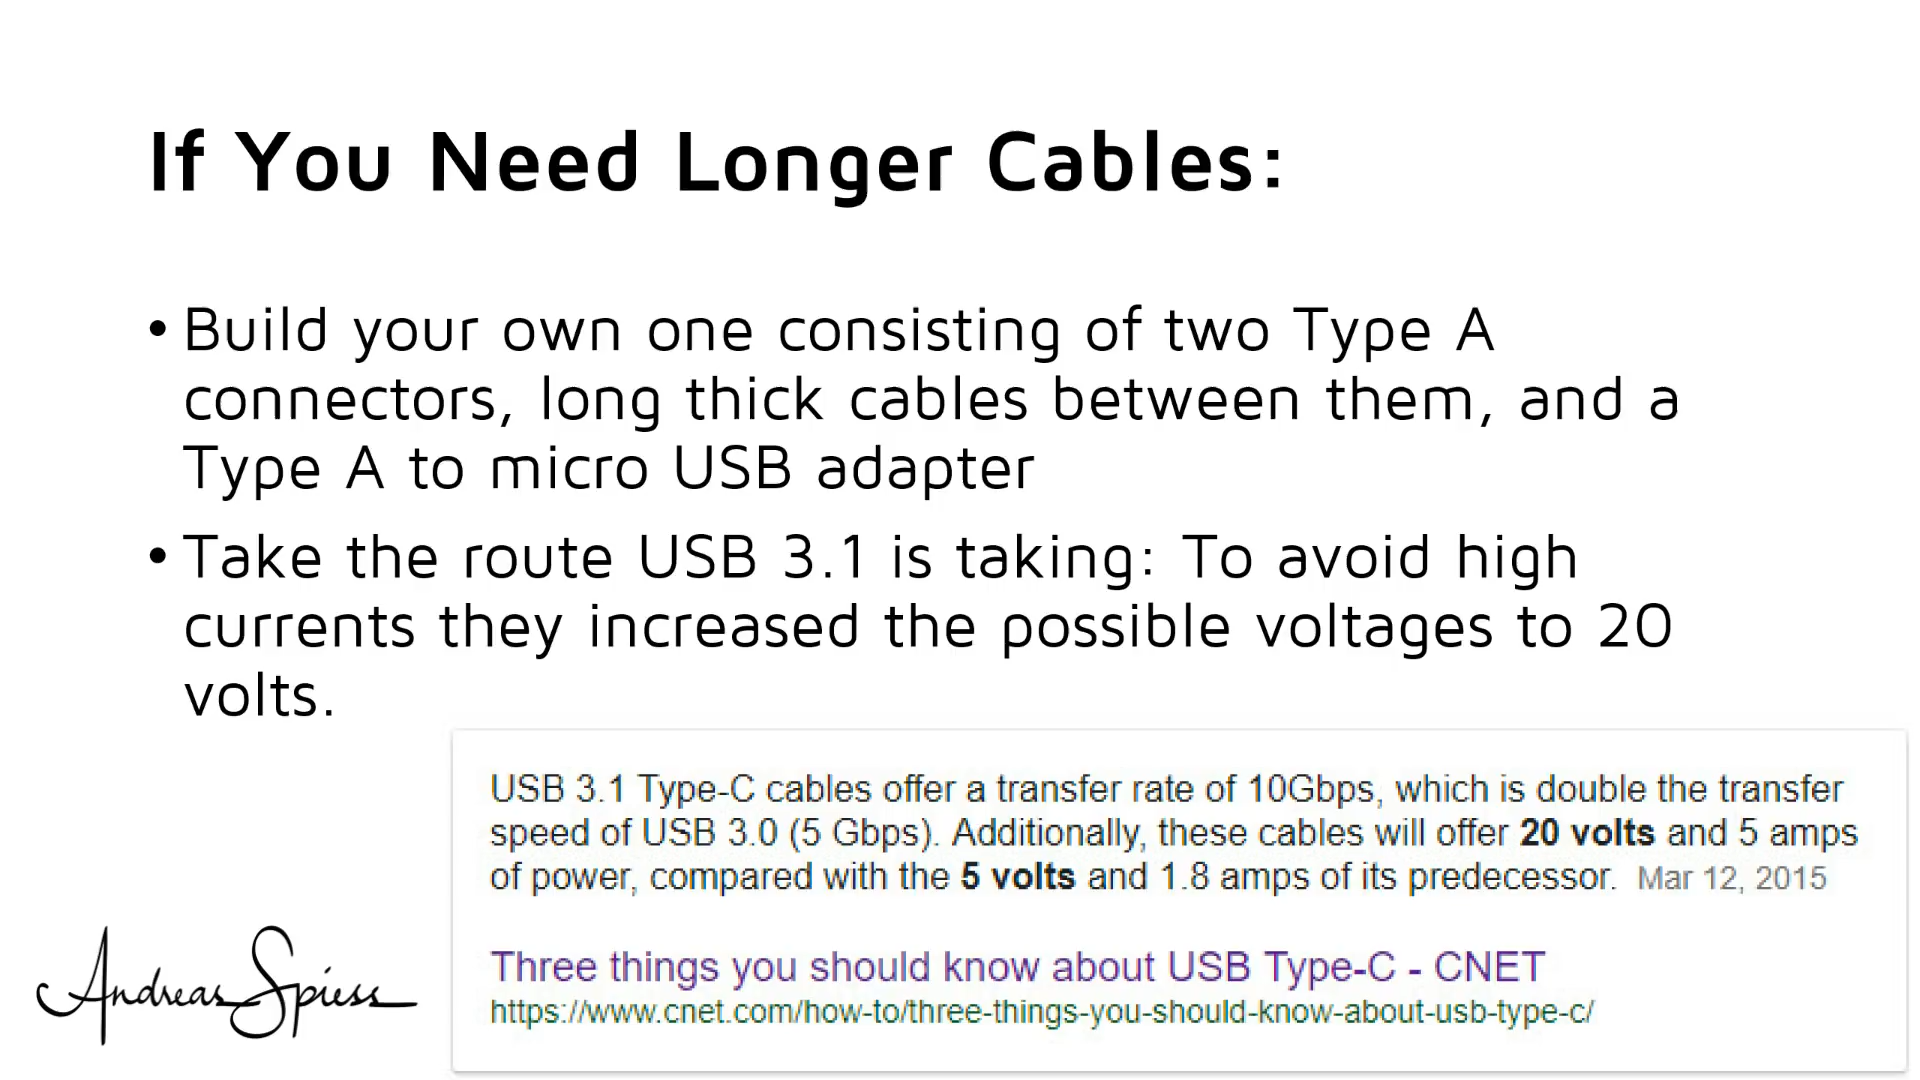 If You Need Longer Cables:
• Build your own one consisting of two Type A
connectors, long thick cables between them, and a
Type A to micro USB adapter
• Take the route USB 3.1 is taking: To avoid high
currents they increased the possible voltages to 20
volts.
USB 3.1 Type-C cables offer a transfer rate of 10Gbps, which is double the transfer
speed of USB 3.0 (5 Gbps). Additionally, these cables will offer 20 volts and 5 amps
of power, compared with the 5 volts and 1.8 amps of its predecessor. Mar 12, 2015
Three things you should know about USB Type-C - CNET
https://www.cnet.com/how-to/three-things-you-should-know-about-usb-type-c/
Andreas Spiess